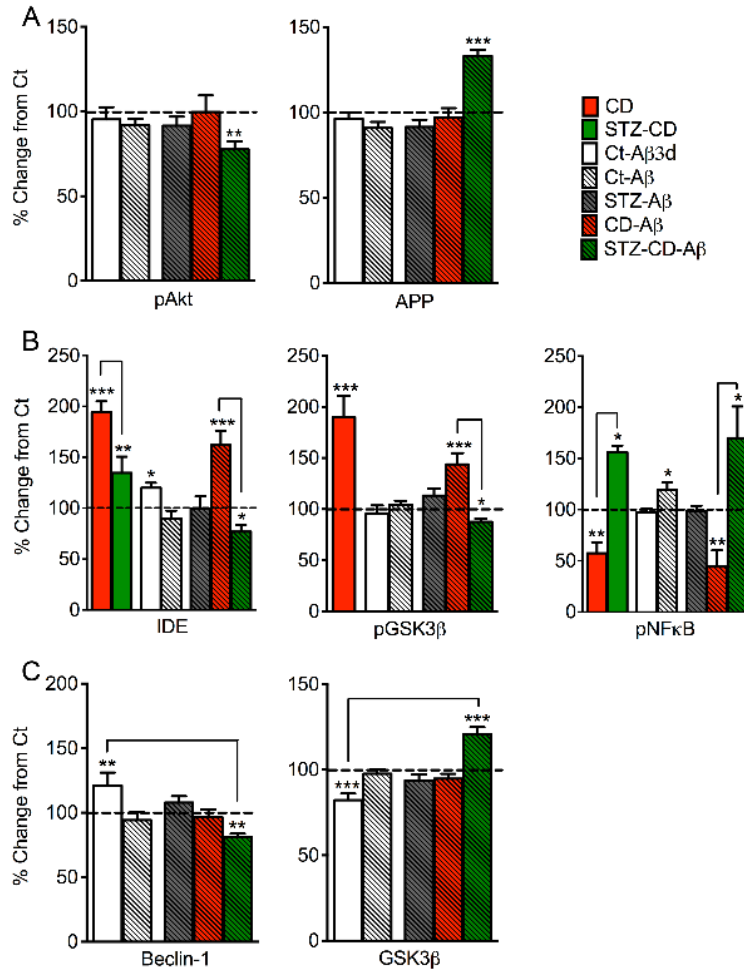 A
% Change from Ct
150
100
50
0
**
pAkt
150
100
50
0
***
APP
CD
STZ-CD
Ct-Aβ3d
Ct-Aβ
STZ-Aβ
CD-Aβ
STZ-CD-Aβ
B
% Change from Ct
250
200
150
100
50
0
***
**
*
***
*
IDE
250
200
150
100
50
0
***
***
*
pGSK3β
250
200
150
100
50
0
**
*
*
**
*
pNFκB
C
% Change from Ct
200
150
100
50
0
**
**
Beclin-1
150
100
50
0
***
***
GSK3β